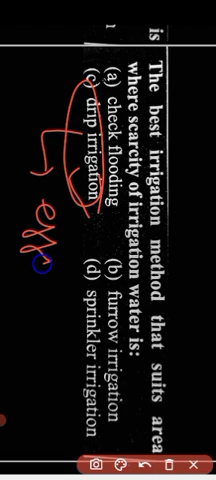 is The best irrigation method that suits area
where scarcity of irrigation water is:
(a) check flooding (b) furrow irrigation
(c) drip irrigation (d) sprinkler irrigation
↳ eff